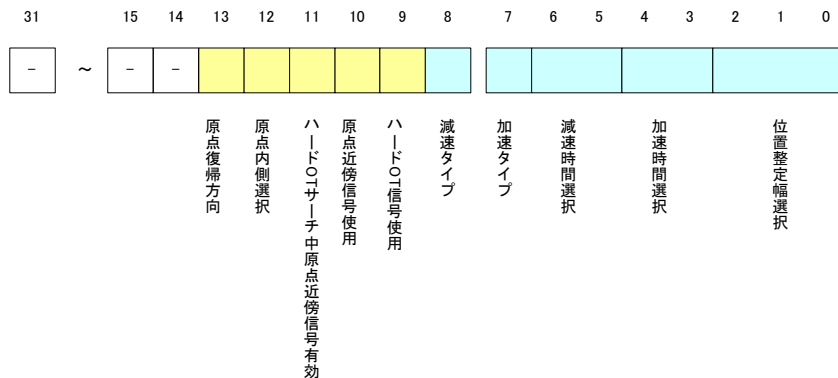 31 15 14 13 12 11 10 9 8 7 6 5 4 3 2 1 0
- ~ - -
原点復帰方向
原点内側選択
ハードOTサーチ中原点近傍信号有効
原点近傍信号使用
ハードOT信号使用
減速タイプ
加速タイプ
減速時間選択
加速時間選択
位置整定幅選択